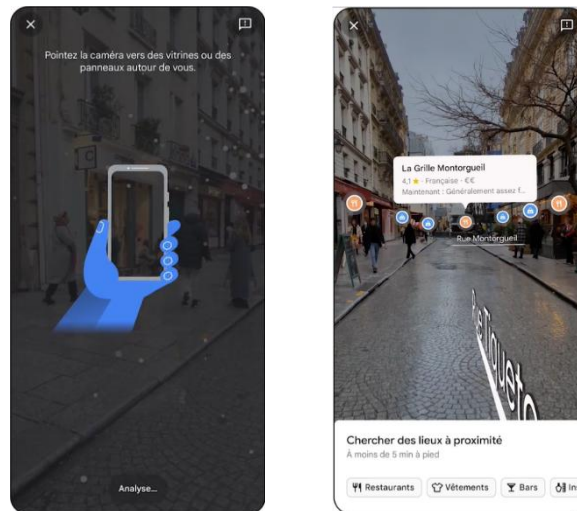 Pointez la caméra vers des vitrines ou des
panneaux autour de vous.
Analyse...
La Grille Montorgueil
4,1 ★ · Française · €€
Maintenant : Généralement assez f...
Rue Montorgueil
Rue Tiqueto
Chercher des lieux à proximité
À moins de 5 min à pied
Restaurants
Vêtements
Bars
Ins